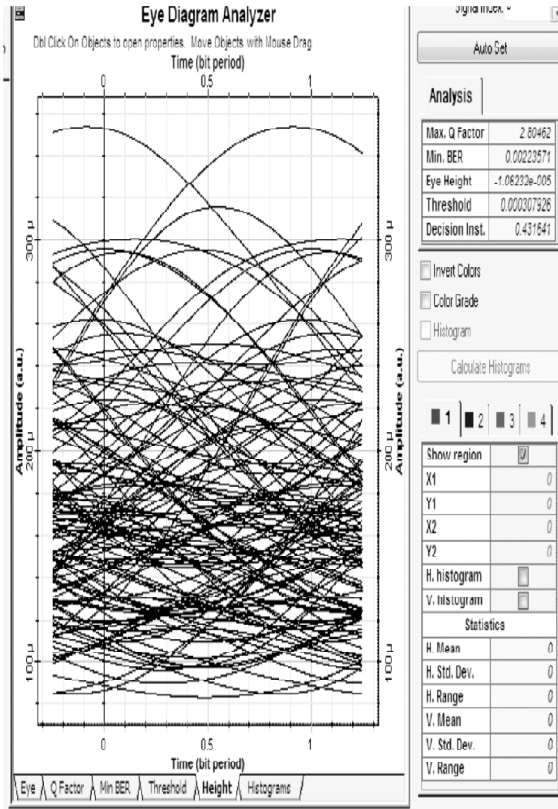 Eye Diagram Analyzer
Dbl Click On Objects to open properties. Move Objects with Mouse Drag
Time (bit period)
0 0.5 1
Amplitude (a.u.)
300 µ
200 µ
100 µ
300 µ
200 µ
100 µ
Amplitude (a.u.)
0 0.5 1
Time (bit period)
Eye Q Factor Min BER Threshold Height Histograms
Signal Index:
Auto Set
Analysis
Max. Q Factor 2.80462
Min. BER 0.00223571
Eye Height -1.06232e-005
Threshold 0.000307926
Decision Inst. 0.431641
Invert Colors
Color Grade
Histogram
Calculate Histograms
1 2 3 4
Show region
X1 0
Y1 0
X2 0
Y2 0
H. histogram
V. histogram
Statistics
H. Mean 0
H. Std. Dev. 0
H. Range 0
V. Mean 0
V. Std. Dev. 0
V. Range 0